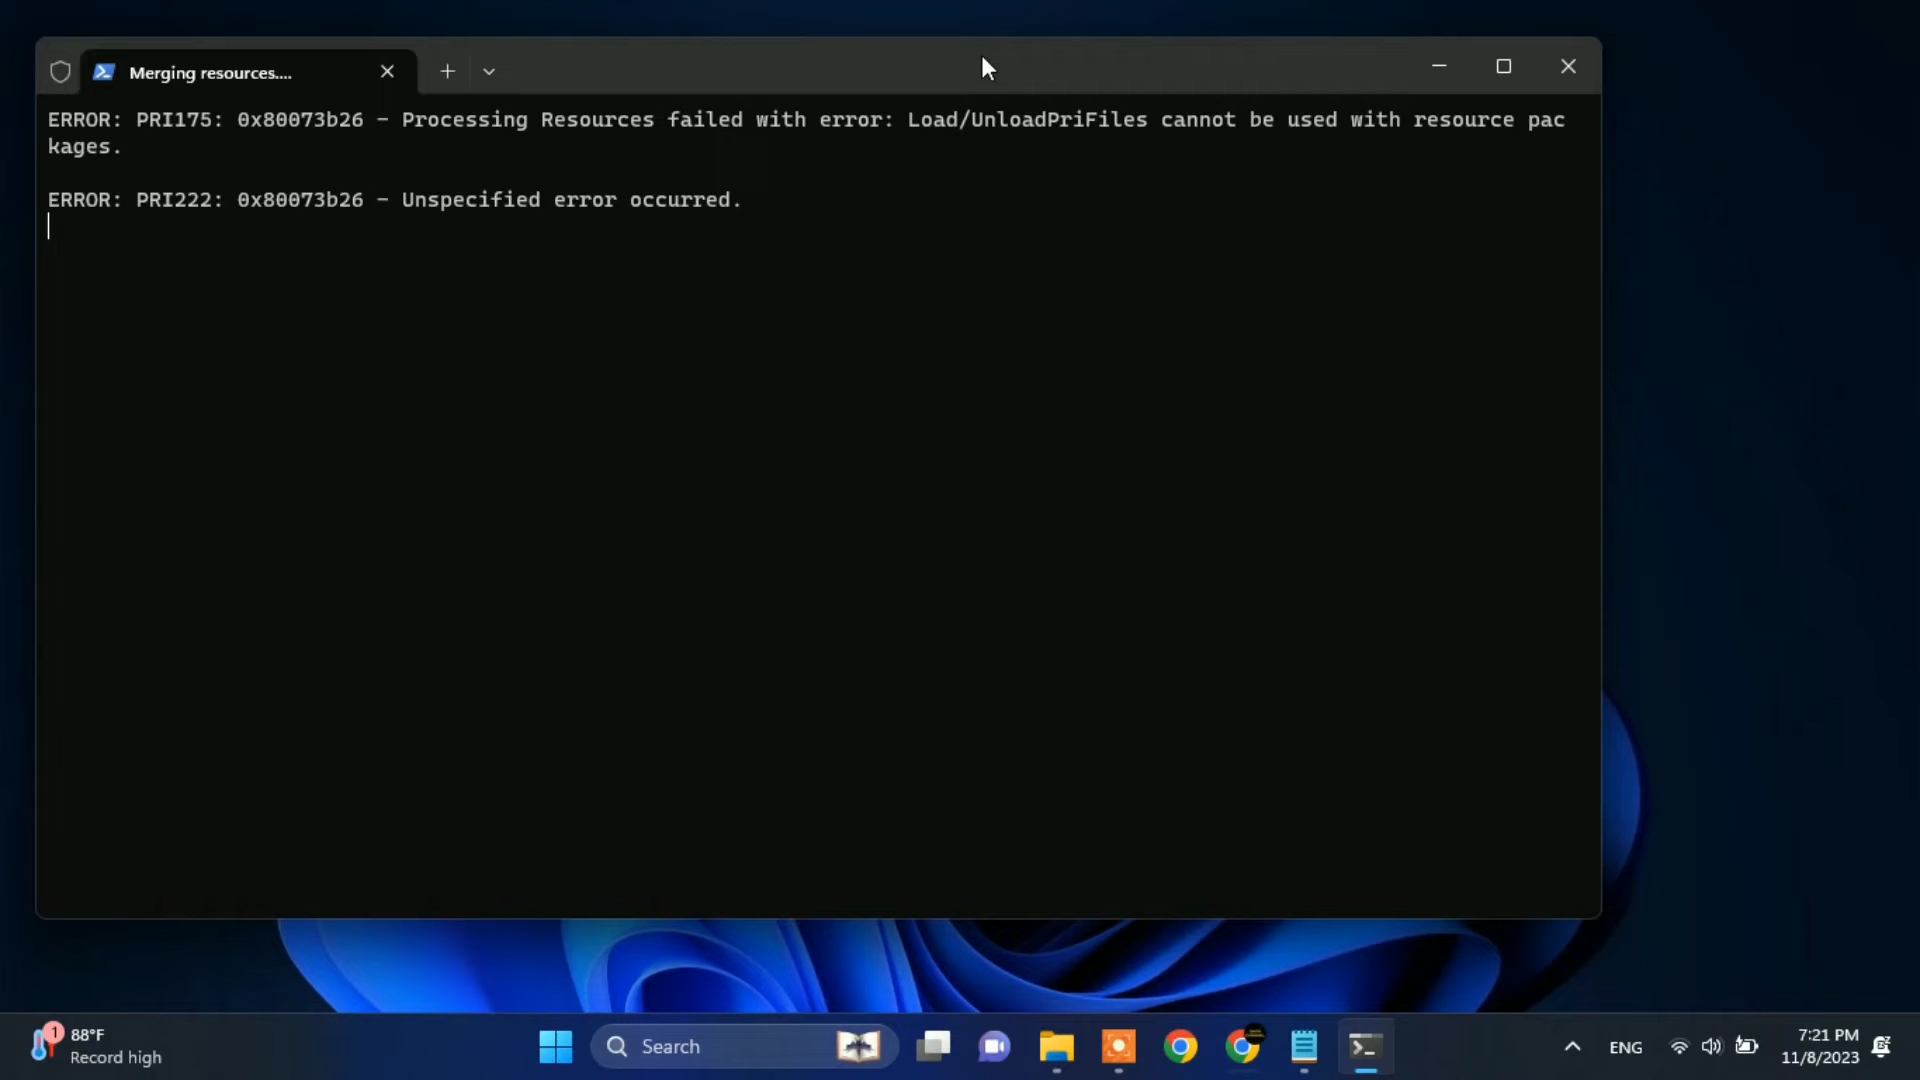 Merging resources....
ERROR: PRI175: 0x80073b26 - Processing Resources failed with error: Load/UnloadPriFiles cannot be used with resource pac
kages.
ERROR: PRI222: 0x80073b26 - Unspecified error occurred.
1
88°F
Record high
Search
ENG
7:21 PM
11/8/2023